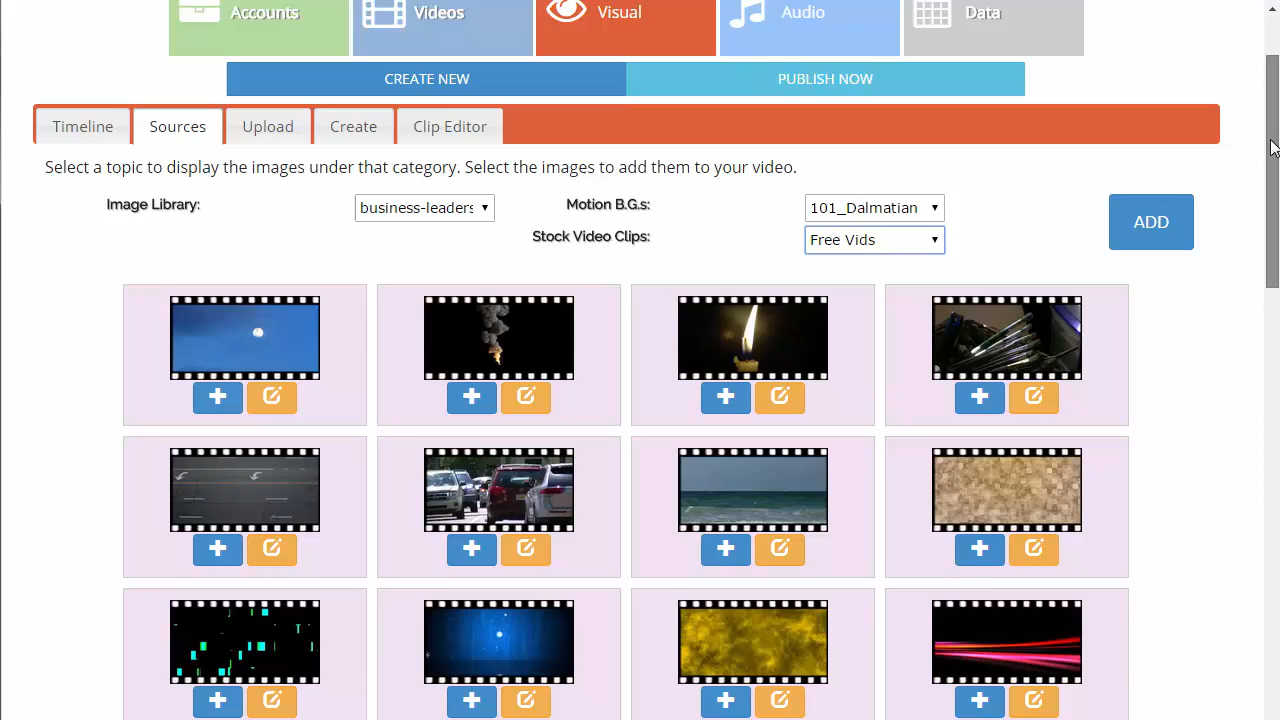 Accounts
Videos
Visual
Audio
Data
CREATE NEW
PUBLISH NOW
Timeline
Sources
Upload
Create
Clip Editor
Select a topic to display the images under that category. Select the images to add them to your video.
Image Library:
business-leaders
Motion B.G.s:
101_Dalmatian
ADD
Stock Video Clips:
Free Vids